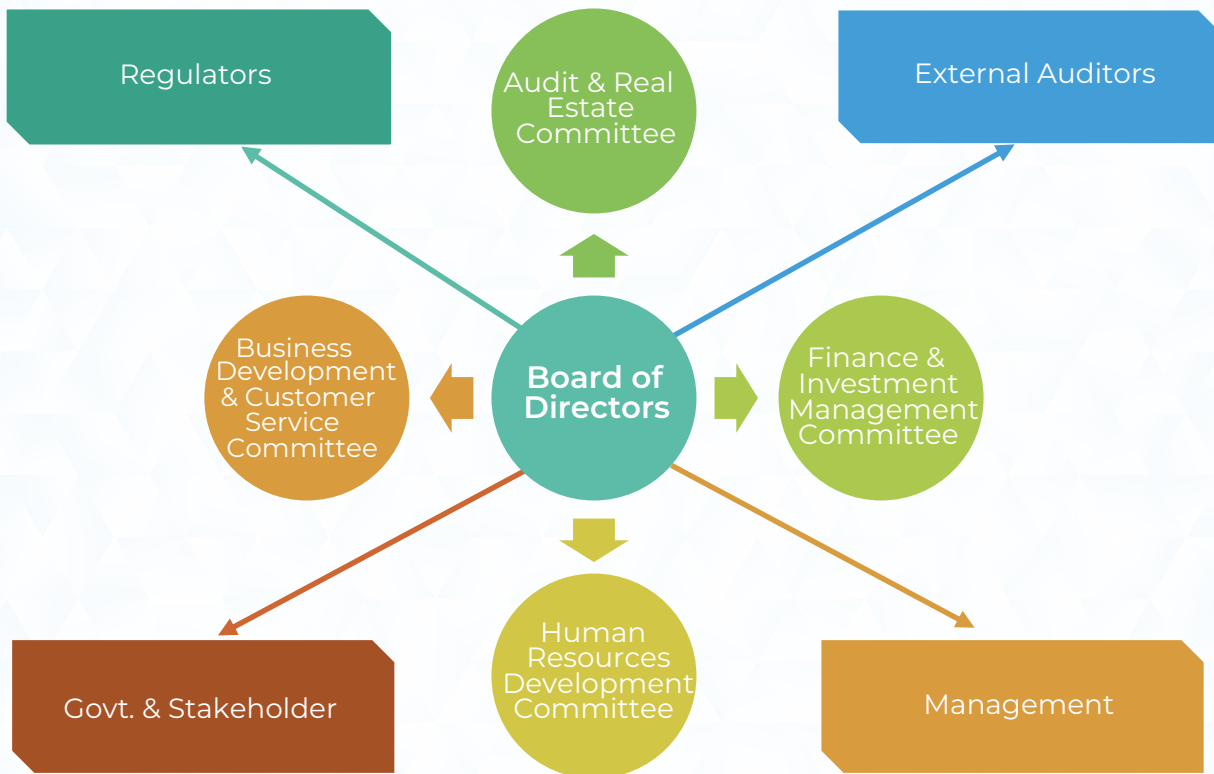 Regulators
Audit & Real
Estate
Committee
External Auditors
Business
Development
& Customer
Service
Committee
Board of
Directors
Finance &
Investment
Management
Committee
Human
Resources
Development
Committee
Govt. & Stakeholder
Management